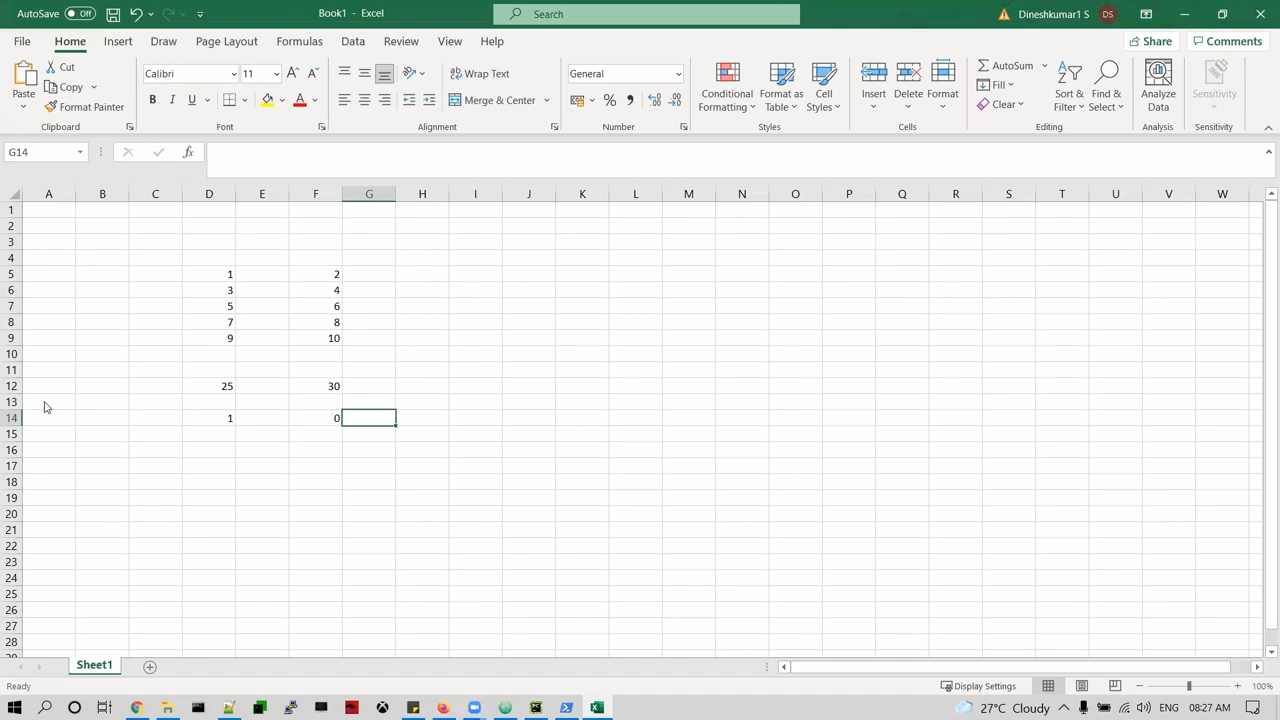 AutoSave Off Book1 - Excel Search Dineshkumar1 S DS
File Home Insert Draw Page Layout Formulas Data Review View Help Share Comments
Paste Cut Copy Format Painter
Clipboard
Calibri 11
B I U
Font
Wrap Text
Merge & Center
Alignment
General
%
Number
Conditional Formatting
Format as Table
Cell Styles
Styles
Insert Delete Format
Cells
AutoSum
Fill
Clear
Sort & Filter
Find & Select
Editing
Analyze Data
Analysis
Sensitivity
Sensitivity
G14 fx
A B C D E F G H I J K L M N O P Q R S T U V W
1
2
3
4
5 1 2
6 3 4
7 5 6
8 7 8
9 9 10
10
11
12 25 30
13
14 1 0
15
16
17
18
19
20
21
22
23
24
25
26
27
28
Sheet1
Ready Display Settings 100%
27°C Cloudy ENG 08:27 AM